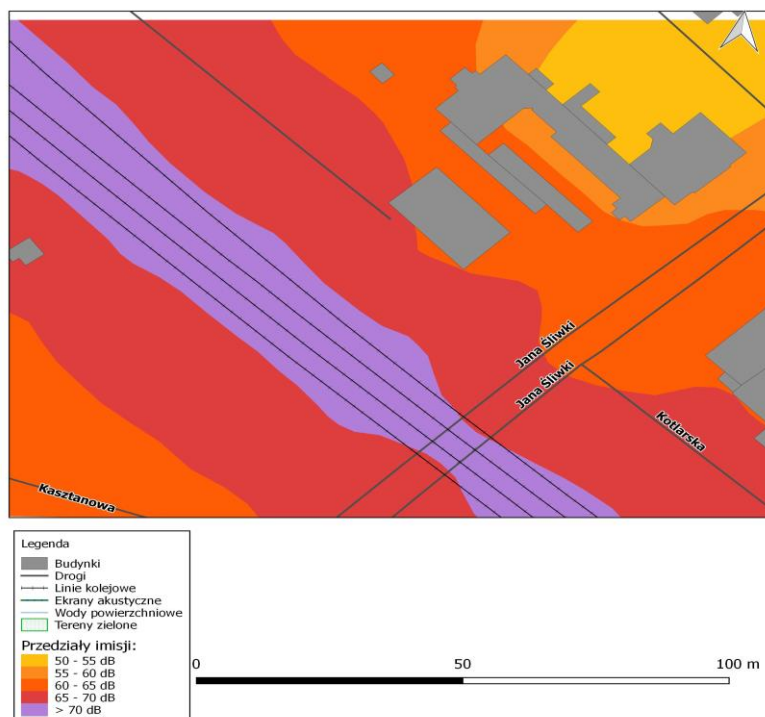 Jana Śliwki
Jana Śliwki
Kotlarska
Kasztanowa
Legenda
Budynki
Drogi
Linie kolejowe
Ekrany akustyczne
Wody powierzchniowe
Tereny zielone
Przedziały imisji:
50 - 55 dB
55 - 60 dB
60 - 65 dB
65 - 70 dB
> 70 dB
0 50 100 m